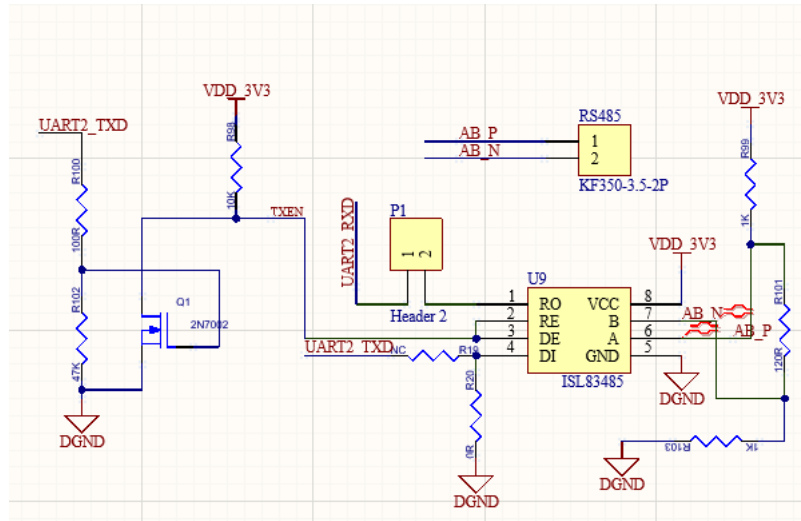 UART2_TXD
R100
100R
R102
47K
DGND
VDD_3V3
R98
10K
TXEN
Q1
2N7002
RS485
AB_P
AB_N
1
2
KF350-3.5-2P
UART2_RXD
P1
1
2
Header 2
U9
1 RO VCC 8
2 RE B 7
3 DE A 6
4 DI GND 5
ISL83485
UART2_TXD
NC
R19
R20
0R
DGND
VDD_3V3
AB_N
AB_P
DGND
VDD_3V3
R99
1K
R101
120R
R103
1K
DGND